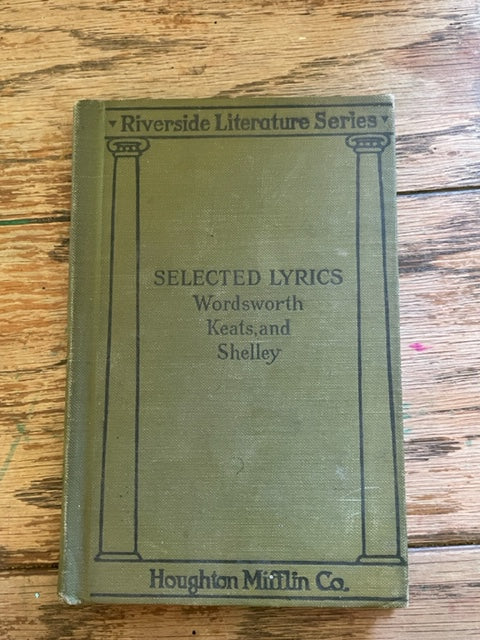 Riverside Literature Series
SELECTED LYRICS
Wordsworth
Keats, and
Shelley
Houghton Mifflin Co.